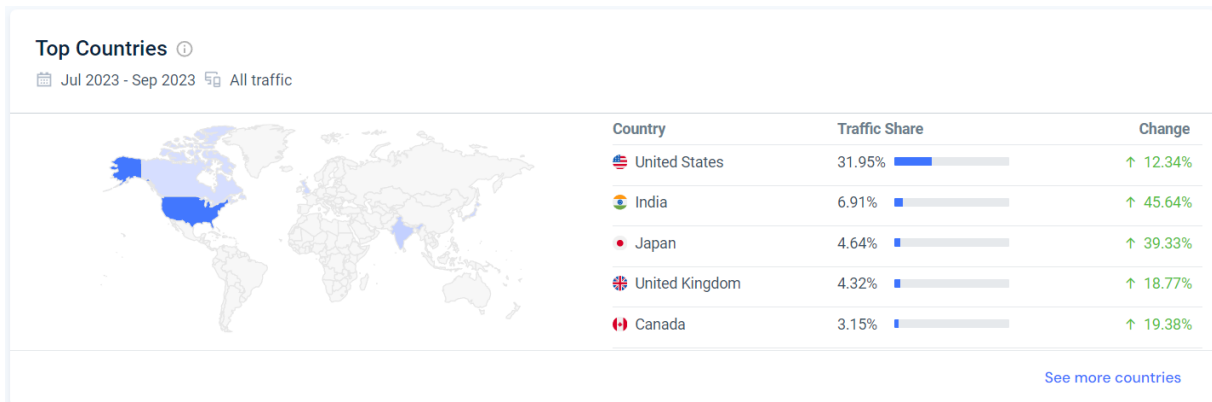 Top Countries
Jul 2023 - Sep 2023 All traffic
Country Traffic Share Change
United States 31.95% ↑ 12.34%
India 6.91% ↑ 45.64%
Japan 4.64% ↑ 39.33%
United Kingdom 4.32% ↑ 18.77%
Canada 3.15% ↑ 19.38%
See more countries